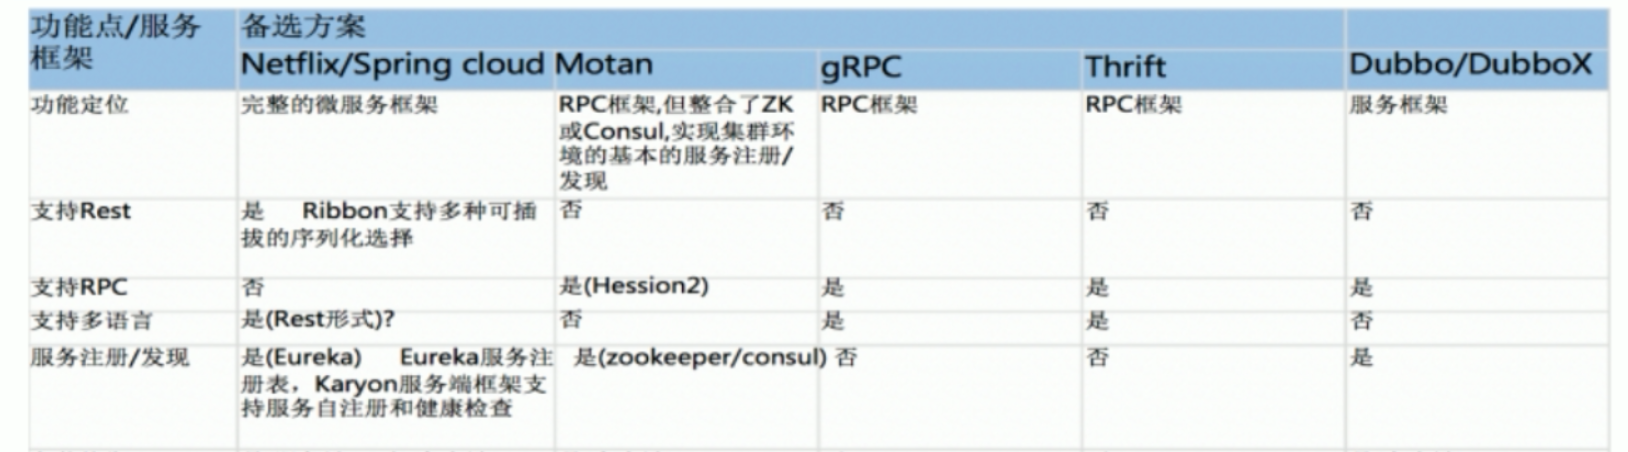 功能点/服务框架
备选方案
Netflix/Spring cloud Motan gRPC Thrift Dubbo/DubboX
功能定位 完整的微服务框架 RPC框架,但整合了ZK或Consul,实现集群环境的基本的服务注册/发现 RPC框架 RPC框架 服务框架
支持Rest 是 Ribbon支持多种可插拔的序列化选择 否 否 否 否
支持RPC 否 是(Hession2) 是 是 是
支持多语言 是(Rest形式)? 否 是 是 否
服务注册/发现 是(Eureka) Eureka服务注册表，Karyon服务端框架支持服务自注册和健康检查 是(zookeeper/consul) 否 否 是